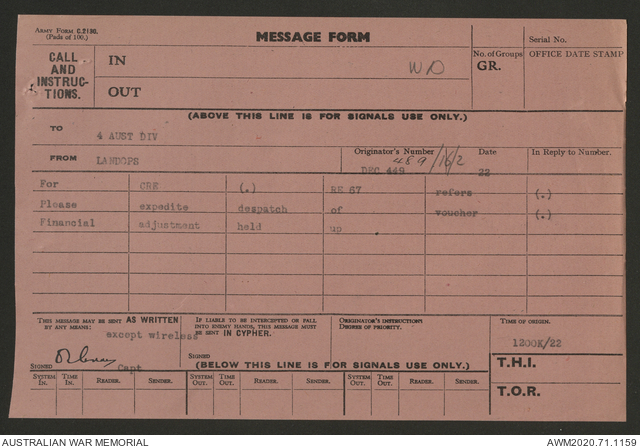 ARMY FORM C.2180.
(Pads of 100.)
MESSAGE FORM
Serial No.
CALL AND INSTRUCTIONS.
IN
OUT
W D
No. of Groups
GR.
OFFICE DATE STAMP
(ABOVE THIS LINE IS FOR SIGNALS USE ONLY.)
TO
4 AUST DIV
FROM
LANDOPS
Originator's Number
489/16/2
DEC 449
Date
22
In Reply to Number.
For CRE (.) RE 67 refers (.)
Please expedite despatch of voucher (.)
Financial adjustment held up
THIS MESSAGE MAY BE SENT AS WRITTEN
BY ANY MEANS:
except wireless
SIGNED
Capt
IF LIABLE TO BE INTERCEPTED OR FALL
INTO ENEMY HANDS, THIS MESSAGE MUST
BE SENT IN CYPHER.
SIGNED
ORIGINATOR'S INSTRUCTIONS
DEGREE OF PRIORITY.
TIME OF ORIGIN.
1200K/22
(BELOW THIS LINE IS FOR SIGNALS USE ONLY.)
T.H.I.
T.O.R.
SYSTEM IN. TIME IN. READER. SENDER. SYSTEM OUT. TIME OUT. READER. SENDER. SYSTEM OUT. TIME OUT. READER. SENDER.
AUSTRALIAN WAR MEMORIAL
AWM2020.71.1159